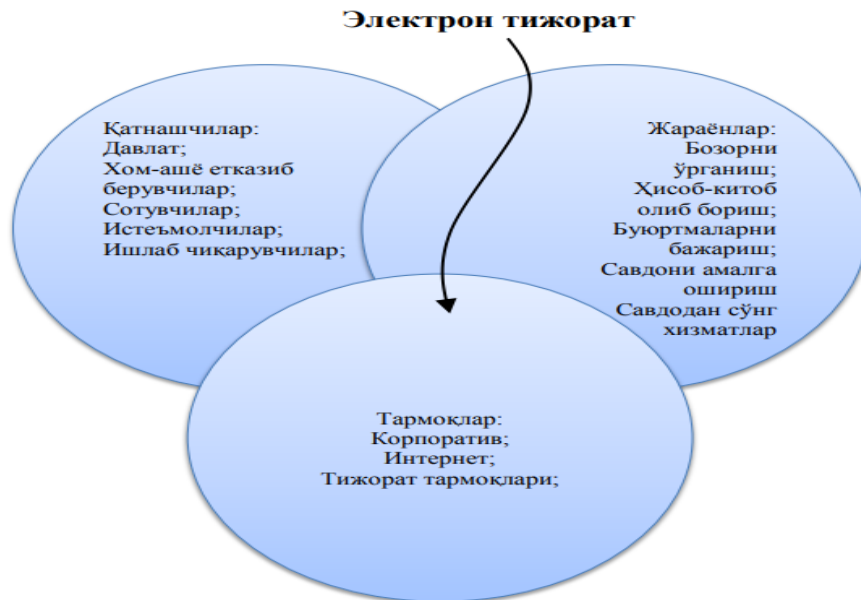 Электрон тижорат
Қатнашчилар:
Давлат;
Хом-ашё етказиб
берувчилар;
Сотувчилар;
Истеъмолчилар;
Ишлаб чиқарувчилар;
Жараёнлар:
Бозорни
ўрганиш;
Ҳисоб-китоб
олиб бориш;
Буюртмаларни
бажариш;
Савдони амалга
ошириш
Савдодан сўнг
хизматлар
Тармоқлар:
Корпоратив;
Интернет;
Тижорат тармоқлари;